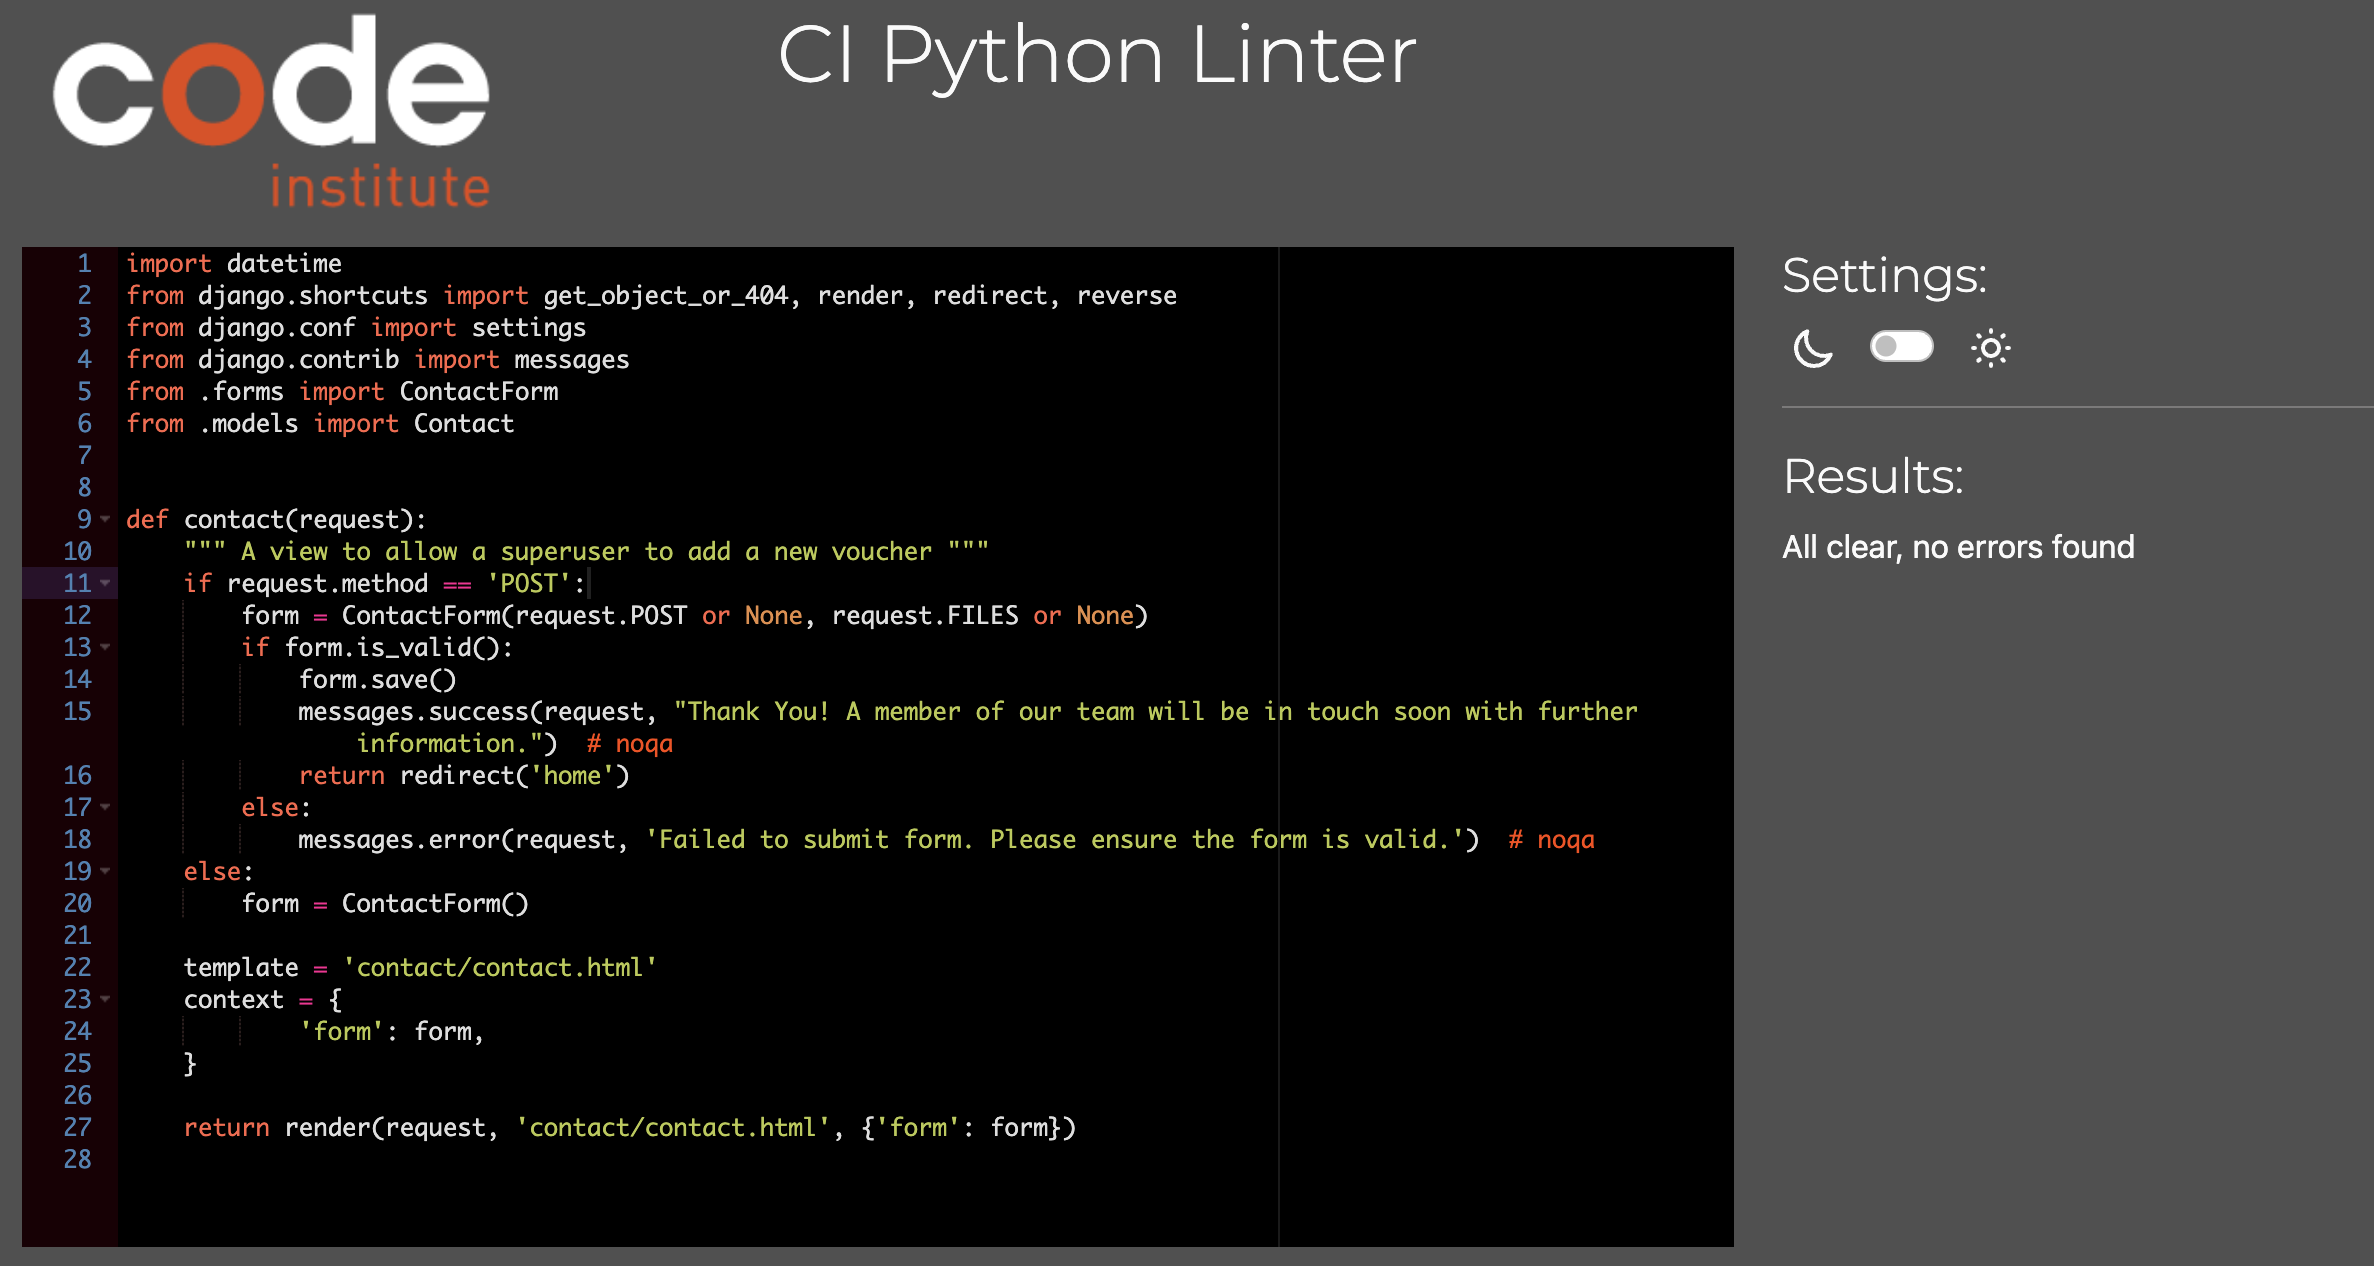 code
institute
CI Python Linter
1 import datetime
2 from django.shortcuts import get_object_or_404, render, redirect, reverse
3 from django.conf import settings
4 from django.contrib import messages
5 from .forms import ContactForm
6 from .models import Contact
7
8
9 def contact(request):
10     """ A view to allow a superuser to add a new voucher """
11     if request.method == 'POST':
12         form = ContactForm(request.POST or None, request.FILES or None)
13         if form.is_valid():
14             form.save()
15             messages.success(request, "Thank You! A member of our team will be in touch soon with further
information.")  # noqa
16             return redirect('home')
17         else:
18             messages.error(request, 'Failed to submit form. Please ensure the form is valid.')  # noqa
19     else:
20         form = ContactForm()
21
22     template = 'contact/contact.html'
23     context = {
24             'form': form,
25     }
26
27     return render(request, 'contact/contact.html', {'form': form})
28
Settings:
Results:
All clear, no errors found